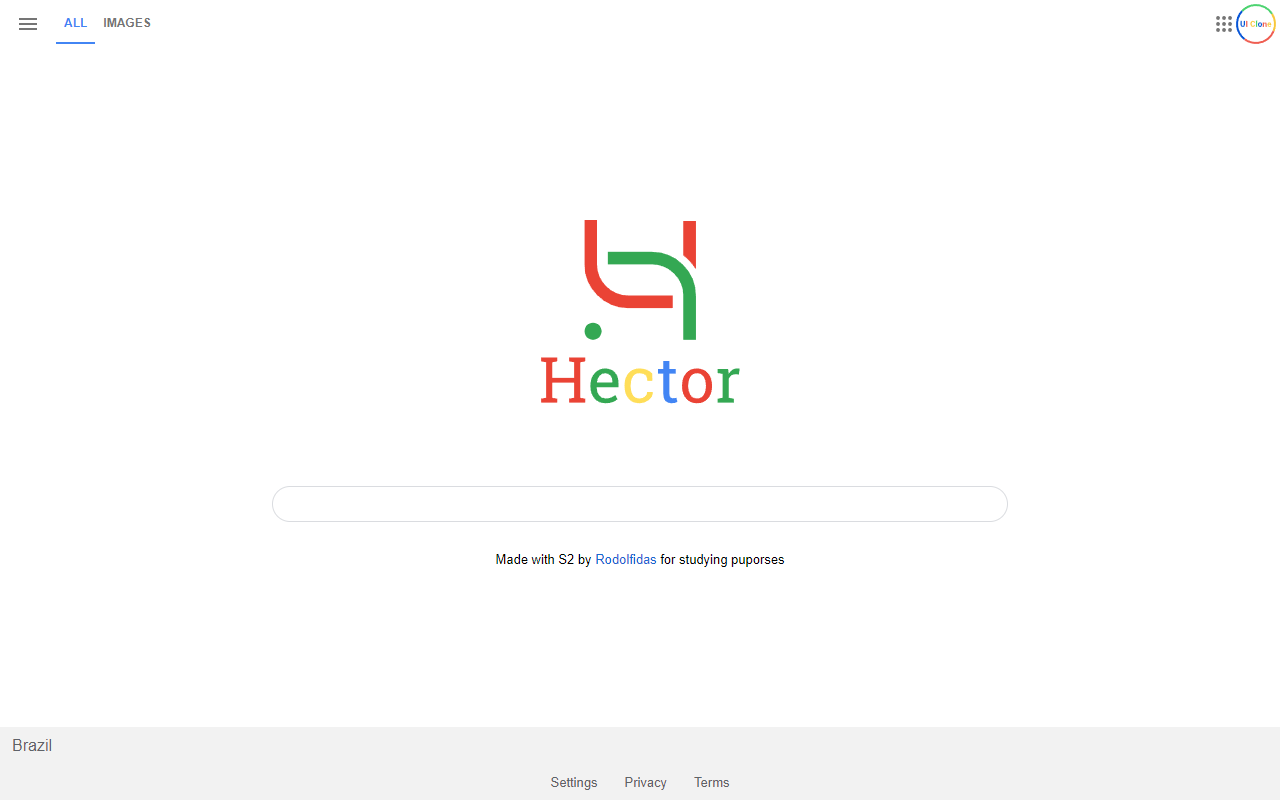 ALL IMAGES UI Clone
Hector
Made with S2 by Rodolfidas for studying puporses
Brazil
Settings Privacy Terms